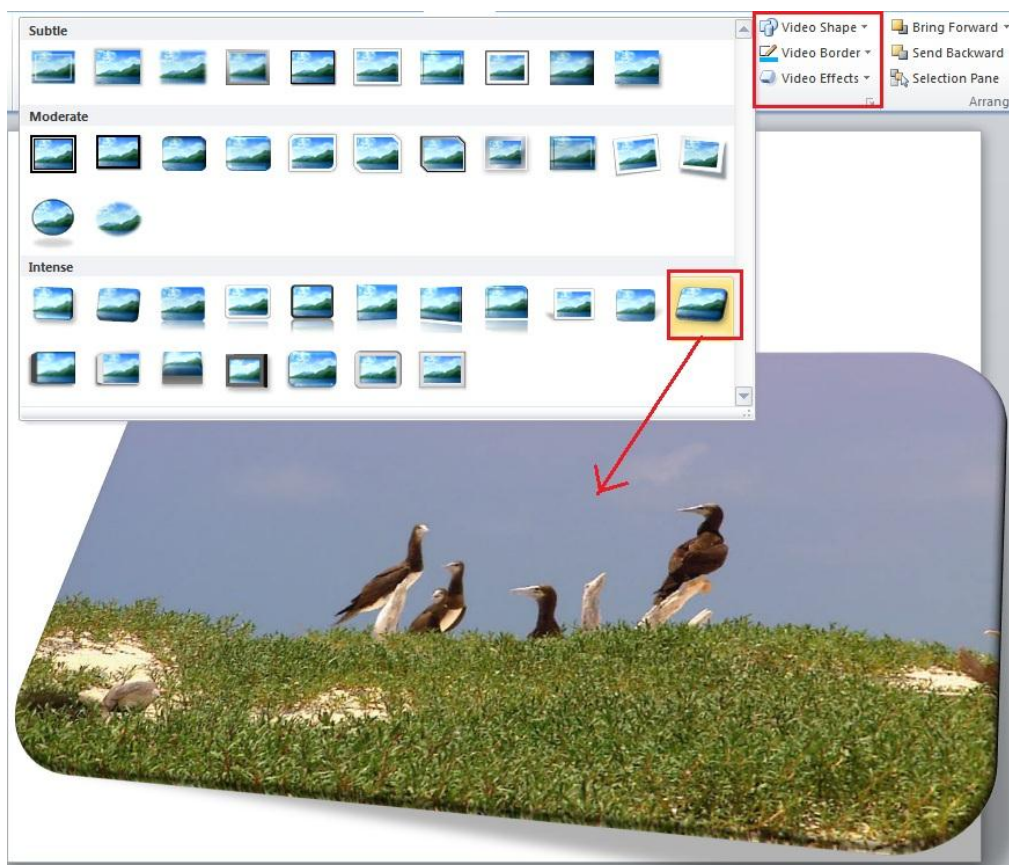 Subtle
Moderate
Intense
Video Shape
Video Border
Video Effects
Bring Forward
Send Backward
Selection Pane
Arrang